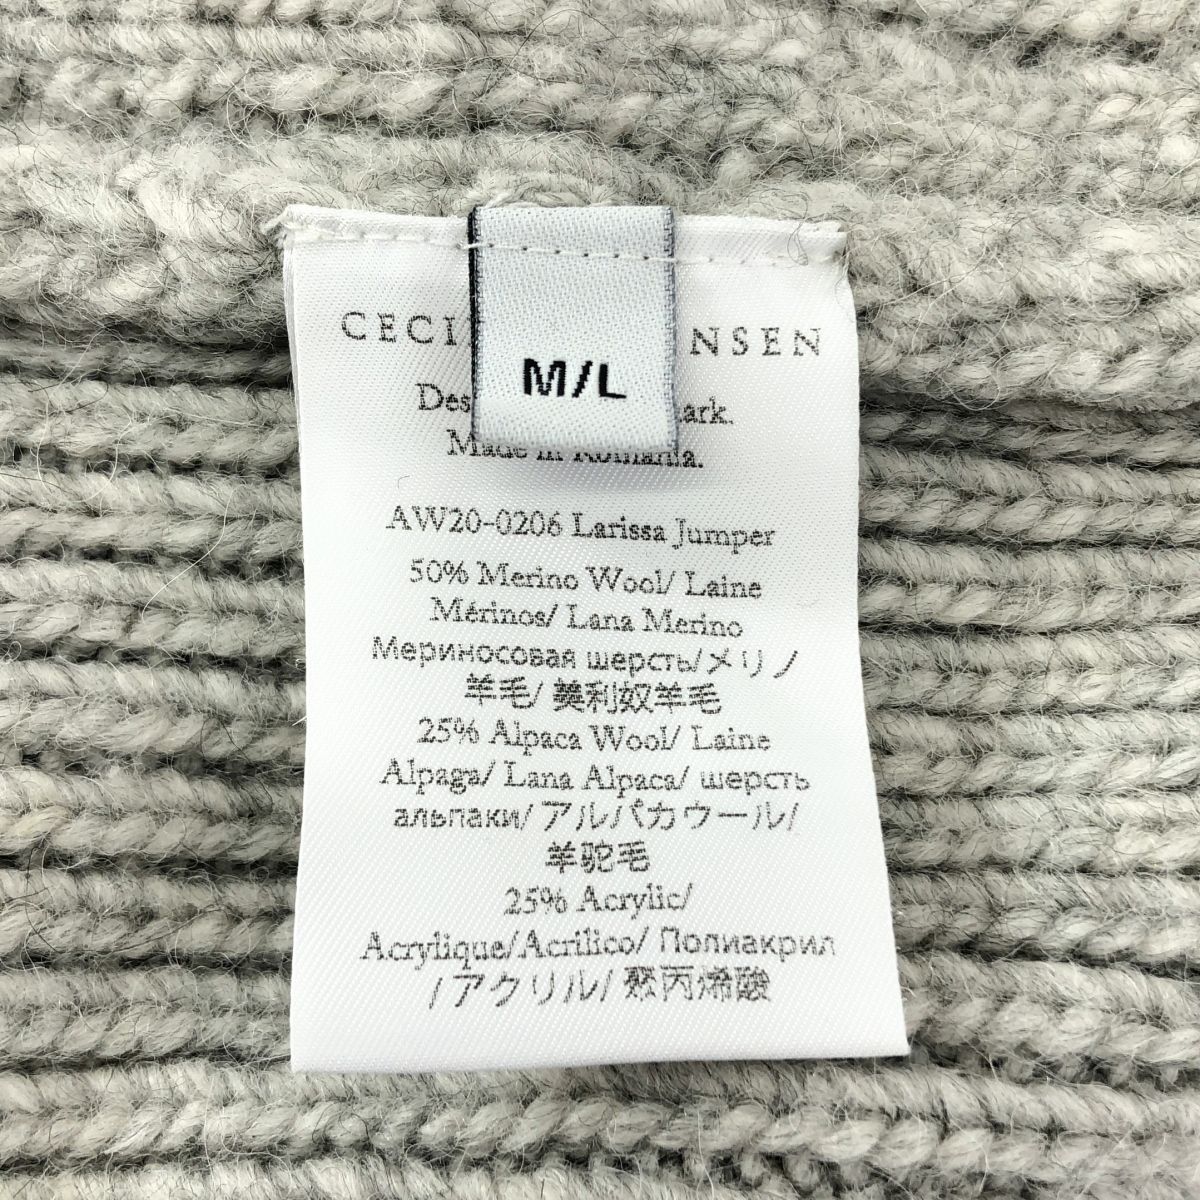 CECI NSEN
M/L
Des ark.
Made in Romania.
AW20-0206 Larissa Jumper
50% Merino Wool/ Laine
Mérinos/ Lana Merino
Мериносовая шерсть/メリノ
羊毛/ 美利奴羊毛
25% Alpaca Wool/ Laine
Alpaga/ Lana Alpaca/ шерсть
альпаки/ アルパカウール/
羊驼毛
25% Acrylic/
Acrylique/Acrilico/ Полиакрил
/アクリル/ 聚丙烯酸